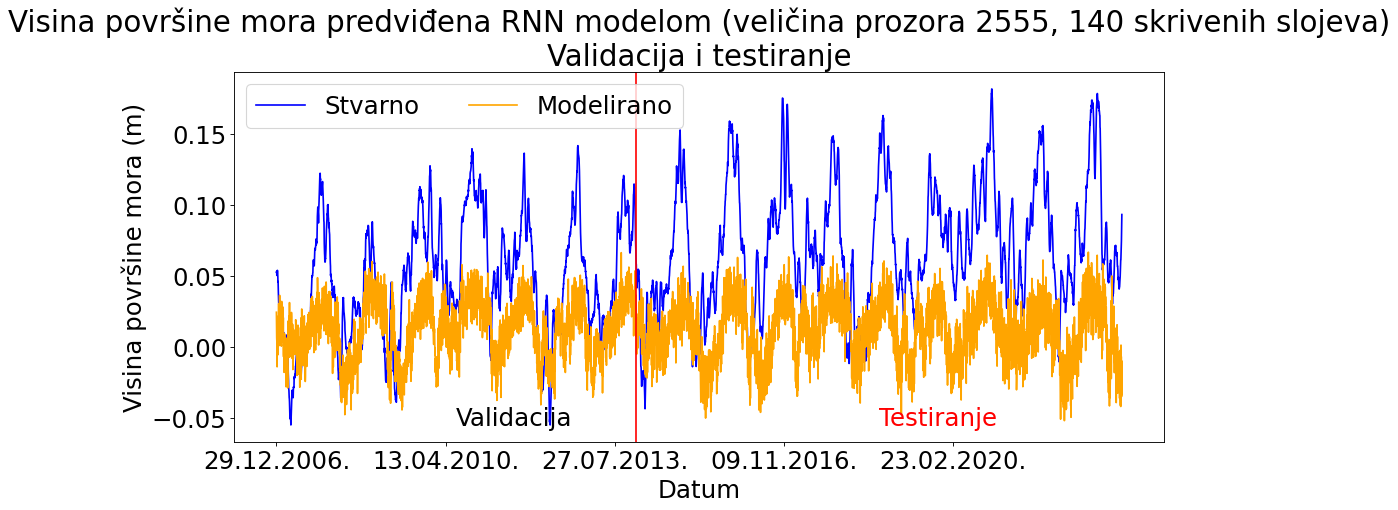 Visina površine mora predviđena RNN modelom (veličina prozora 2555, 140 skrivenih slojeva)
Validacija i testiranje
Stvarno
Modelirano
Visina površine mora (m)
0.15
0.10
0.05
0.00
−0.05
Validacija
Testiranje
29.12.2006.
13.04.2010.
27.07.2013.
09.11.2016.
23.02.2020.
Datum